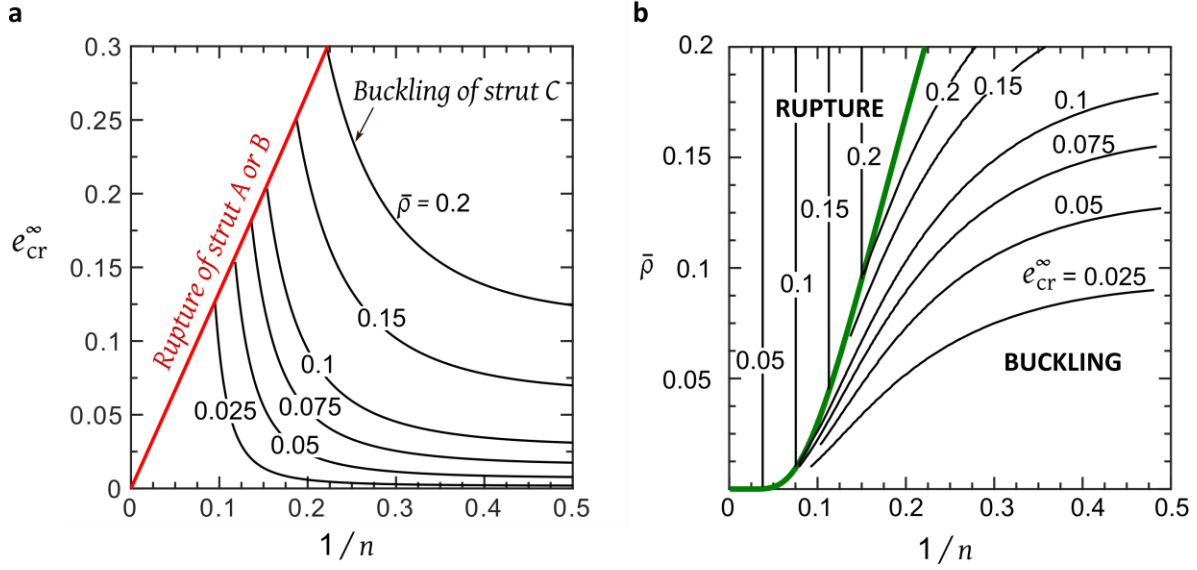 a
0.3
0.25
0.2
0.15
0.1
0.05
0
e∞cr
Rupture of strut A or B
Buckling of strut C
ρ̄ = 0.2
0.15
0.1
0.075
0.05
0.025
0 0.1 0.2 0.3 0.4 0.5
1 / n
b
0.2
0.15
0.1
0.05
ρ̄
RUPTURE
0.2
0.15
0.1
0.05
0.2
0.15
0.1
0.075
0.05
e∞cr = 0.025
BUCKLING
0 0.1 0.2 0.3 0.4 0.5
1 / n